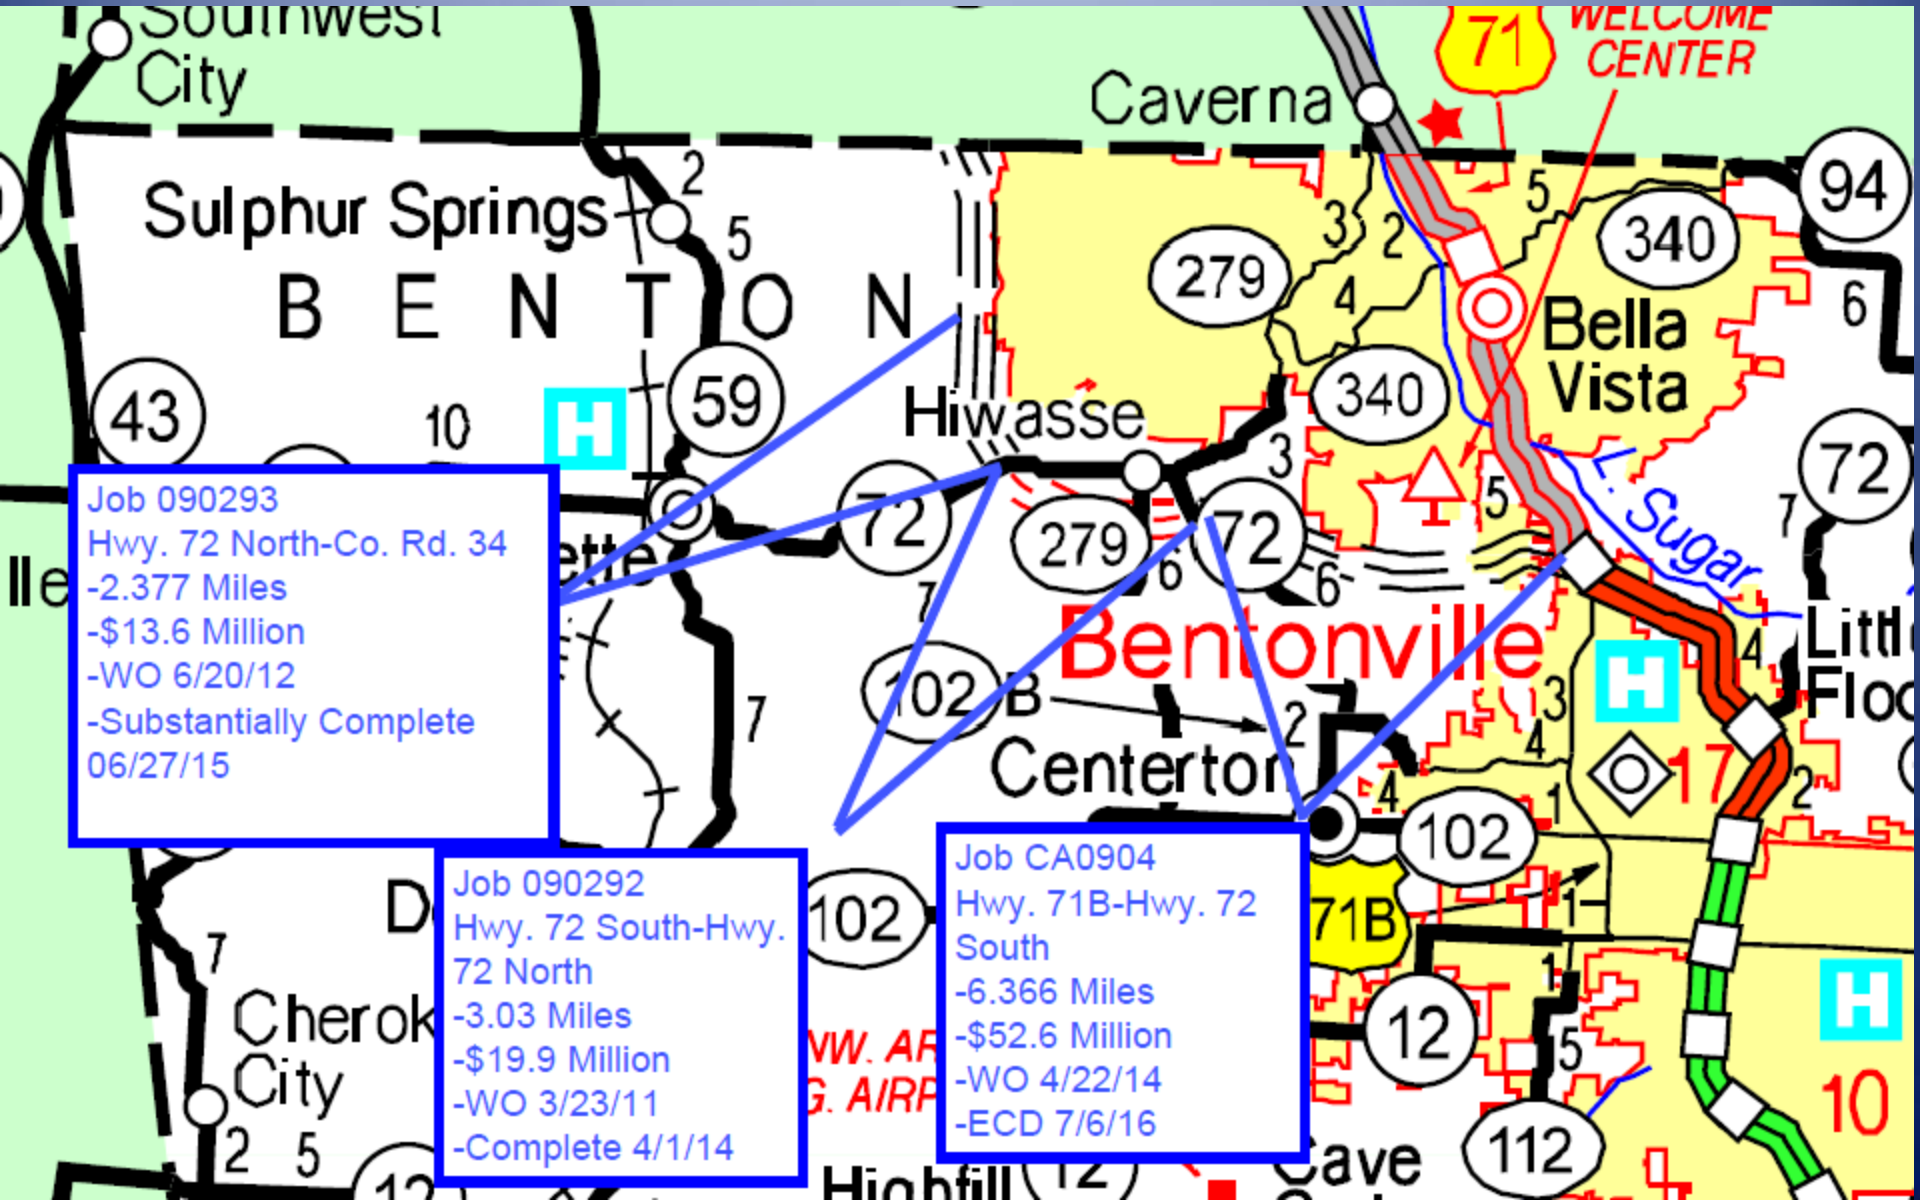 Southwest
City
Caverna
71
WELCOME
CENTER
94
Sulphur Springs
2
5
3
2
5
340
279
4
6
B E N T O N
Bella
Vista
43
10
H
59
Hiwasse
340
72
3
5
7
L. Sugar
72
279
72
6
6
7
Job 090293
Hwy. 72 North-Co. Rd. 34
-2.377 Miles
-$13.6 Million
-WO 6/20/12
-Substantially Complete
06/27/15
Bentonville
102
B
2
7
3
4
H
4
17
2
Centerton
4
1
102
Job 090292
Hwy. 72 South-Hwy.
72 North
-3.03 Miles
-$19.9 Million
-WO 3/23/11
-Complete 4/1/14
102
Job CA0904
Hwy. 71B-Hwy. 72
South
-6.366 Miles
-$52.6 Million
-WO 4/22/14
-ECD 7/6/16
71B
1
1
12
5
H
10
112
7
City
2
5
12
Highfill
12
Cave